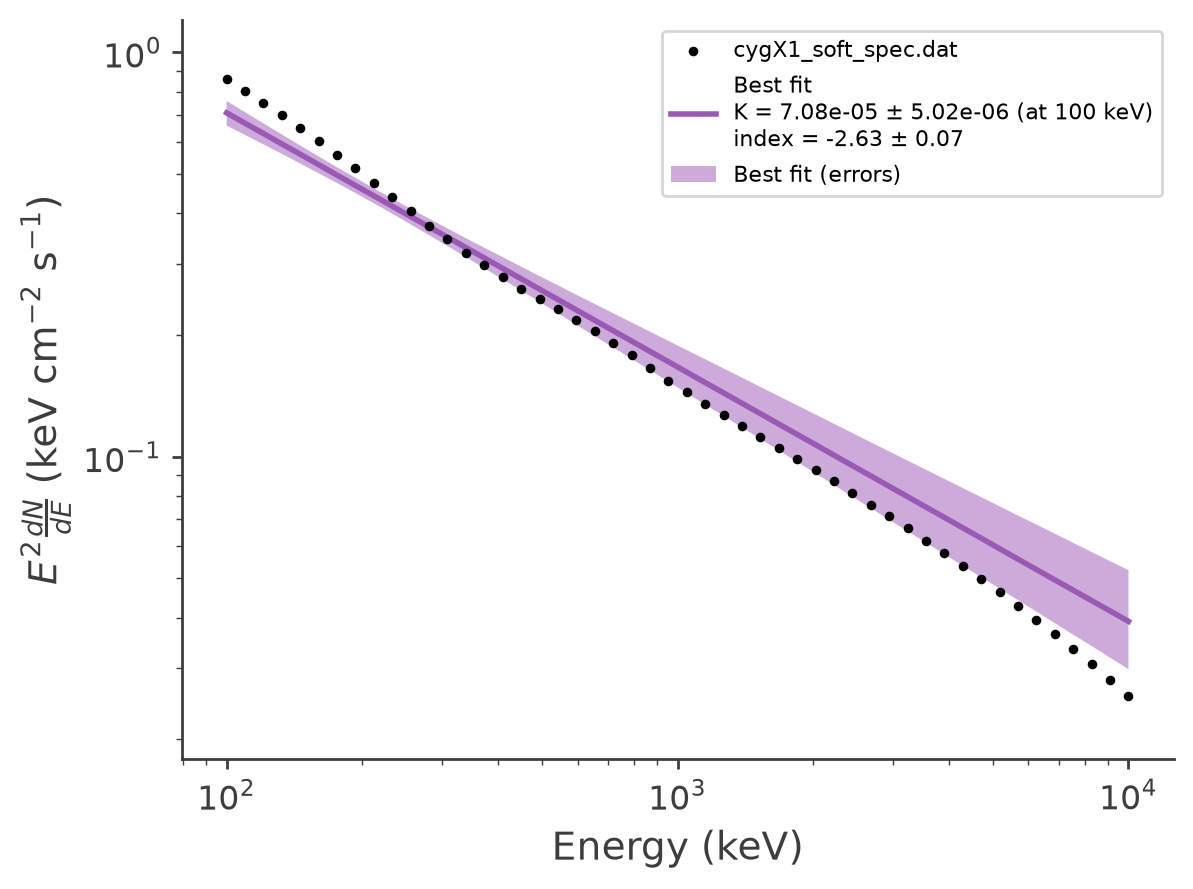 10⁰
10⁻¹
E² dN/dE (keV cm⁻² s⁻¹)
cygX1_soft_spec.dat
Best fit
K = 7.08e-05 ± 5.02e-06 (at 100 keV)
index = -2.63 ± 0.07
Best fit (errors)
10² 10³ 10⁴
Energy (keV)